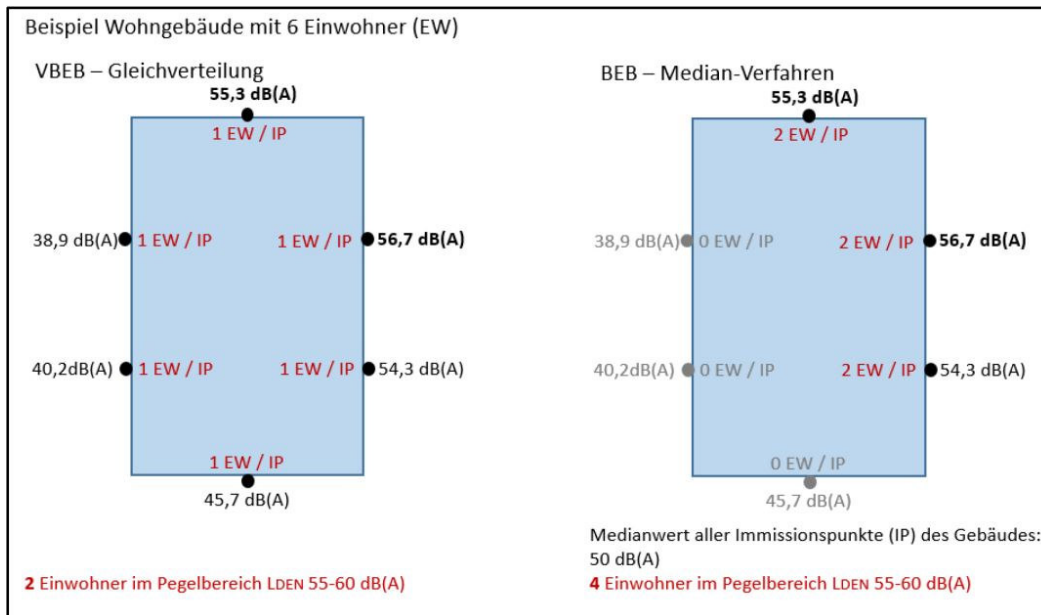 Beispiel Wohngebäude mit 6 Einwohner (EW)
VBEB – Gleichverteilung
55,3 dB(A)
1 EW / IP
38,9 dB(A)
1 EW / IP
1 EW / IP
56,7 dB(A)
40,2dB(A)
1 EW / IP
1 EW / IP
54,3 dB(A)
1 EW / IP
45,7 dB(A)
2 Einwohner im Pegelbereich LDEN 55-60 dB(A)
BEB – Median-Verfahren
55,3 dB(A)
2 EW / IP
38,9 dB(A)
0 EW / IP
2 EW / IP
56,7 dB(A)
40,2dB(A)
0 EW / IP
2 EW / IP
54,3 dB(A)
0 EW / IP
45,7 dB(A)
Medianwert aller Immissionspunkte (IP) des Gebäudes:
50 dB(A)
4 Einwohner im Pegelbereich LDEN 55-60 dB(A)